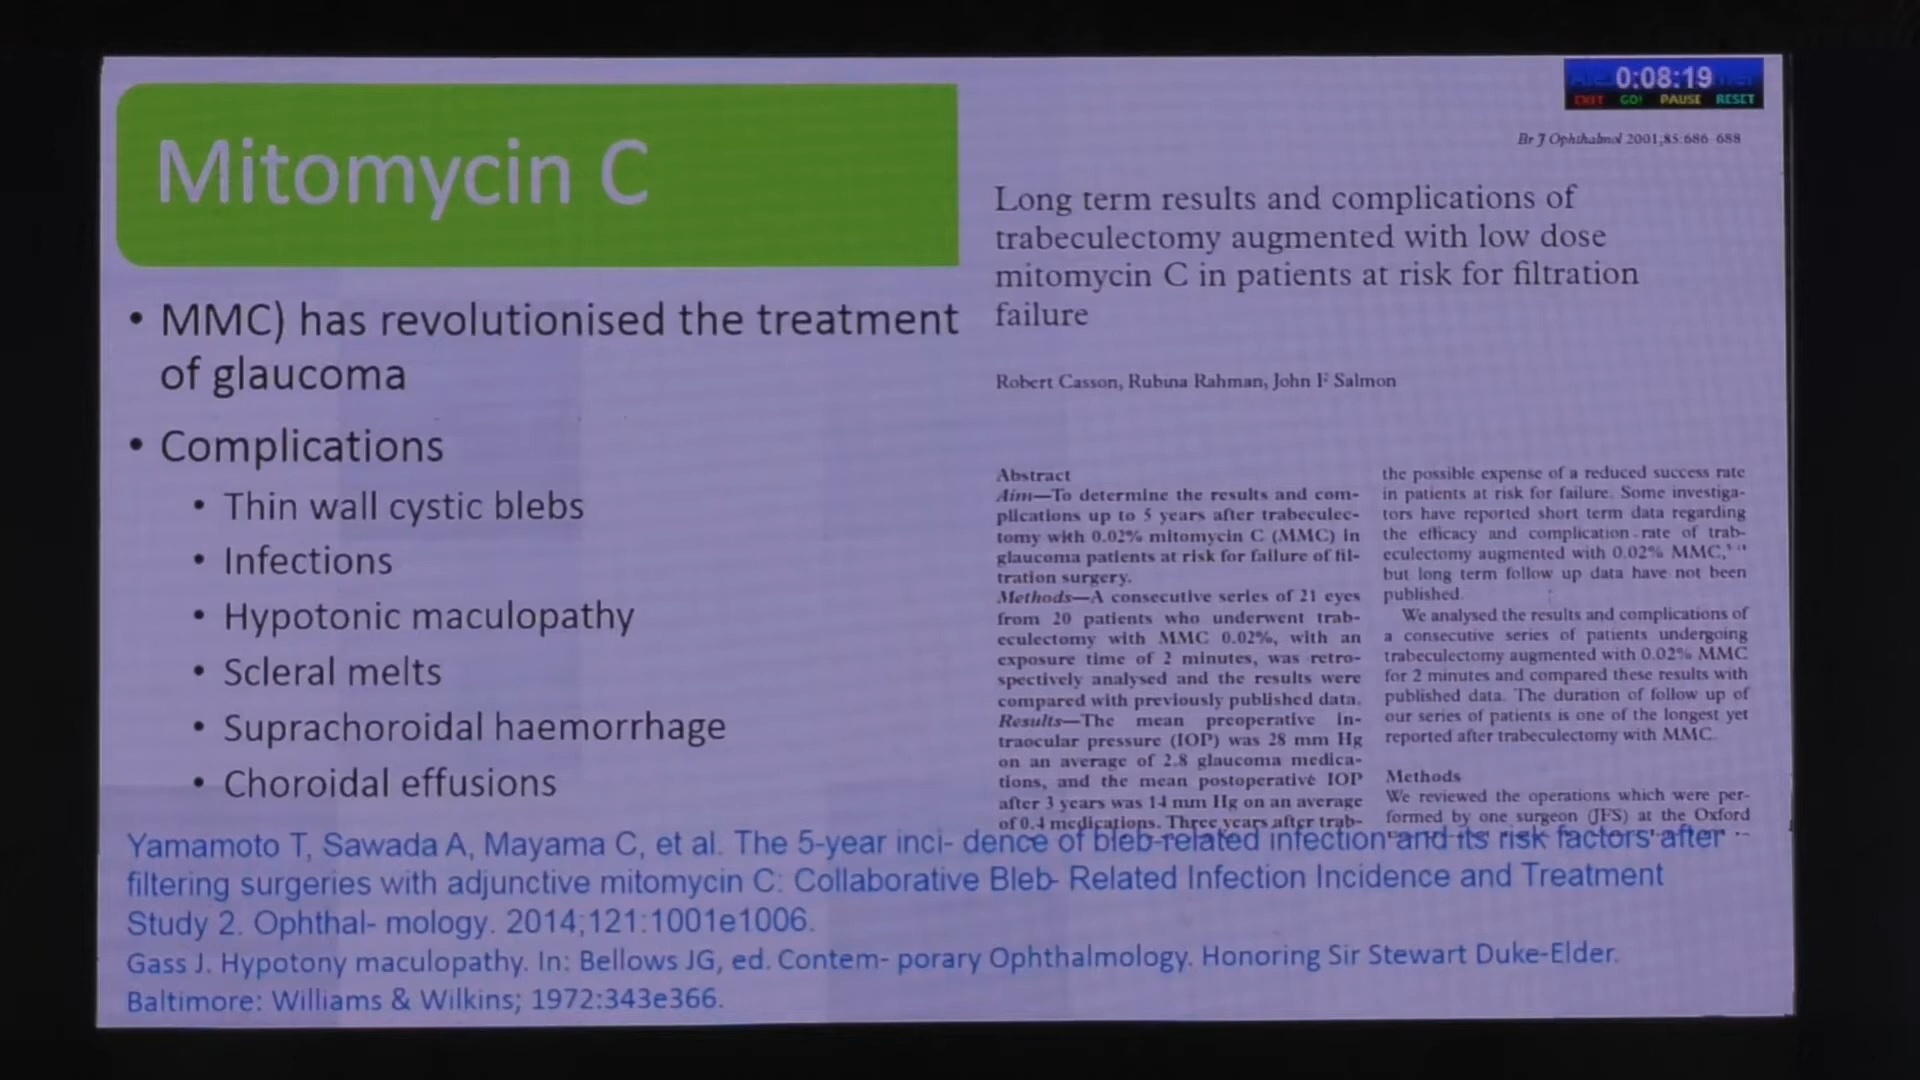 0:08:19
EXIT GO! PAUSE RESET
Mitomycin C
• MMC) has revolutionised the treatment
of glaucoma
• Complications
• Thin wall cystic blebs
• Infections
• Hypotonic maculopathy
• Scleral melts
• Suprachoroidal haemorrhage
• Choroidal effusions
Br J Ophthalmol 2001;85:686–688
Long term results and complications of
trabeculectomy augmented with low dose
mitomycin C in patients at risk for filtration
failure
Robert Casson, Rubina Rahman, John F Salmon
Abstract
Aim—To determine the results and com-
plications up to 5 years after trabeculec-
tomy with 0.02% mitomycin C (MMC) in
glaucoma patients at risk for failure of fil-
tration surgery.
Methods—A consecutive series of 21 eyes
from 20 patients who underwent trab-
eculectomy with MMC 0.02%, with an
exposure time of 2 minutes, was retro-
spectively analysed and the results were
compared with previously published data.
Results—The mean preoperative in-
traocular pressure (IOP) was 28 mm Hg
on an average of 2.8 glaucoma medica-
tions, and the mean postoperative IOP
after 3 years was 14 mm Hg on an average
of 0.4 medications. Three years after trab-
the possible expense of a reduced success rate
in patients at risk for failure. Some investiga-
tors have reported short term data regarding
the efficacy and complication rate of trab-
eculectomy augmented with 0.02% MMC,
but long term follow up data have not been
published.
We analysed the results and complications of
a consecutive series of patients undergoing
trabeculectomy augmented with 0.02% MMC
for 2 minutes and compared these results with
published data. The duration of follow up of
our series of patients is one of the longest yet
reported after trabeculectomy with MMC.
Methods
We reviewed the operations which were per-
formed by one surgeon (JFS) at the Oxford
Yamamoto T, Sawada A, Mayama C, et al. The 5-year inci- dence of bleb-related infection and its risk factors after
filtering surgeries with adjunctive mitomycin C: Collaborative Bleb- Related Infection Incidence and Treatment
Study 2. Ophthal- mology. 2014;121:1001e1006.
Gass J. Hypotony maculopathy. In: Bellows JG, ed. Contem- porary Ophthalmology. Honoring Sir Stewart Duke-Elder.
Baltimore: Williams & Wilkins; 1972:343e366.